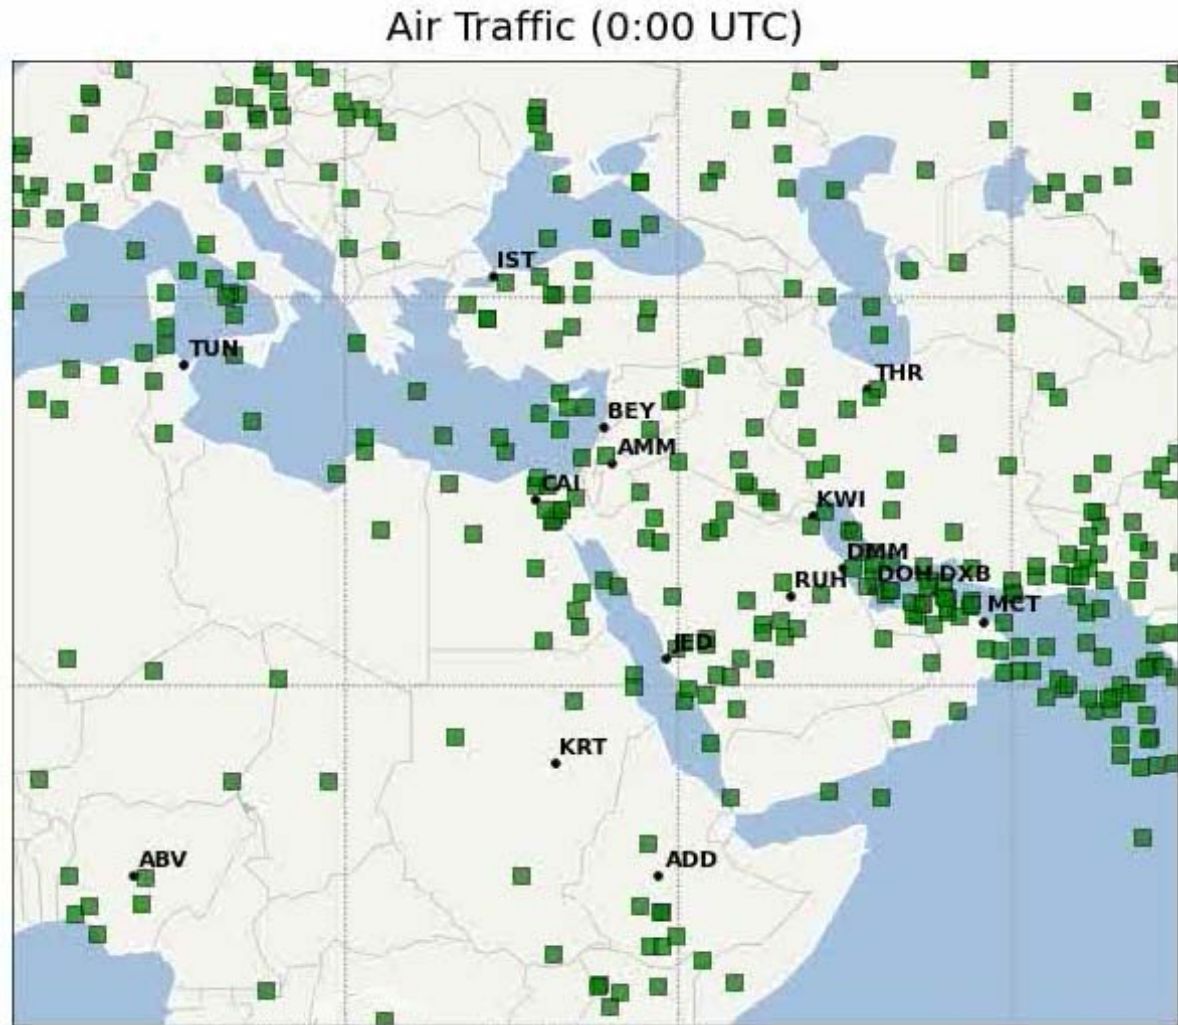 Air Traffic (0:00 UTC)
IST
TUN
THR
BEY
AMM
CAI
KWI
DMM
DOH DXB
RUH
MCT
JED
KRT
ABV
ADD